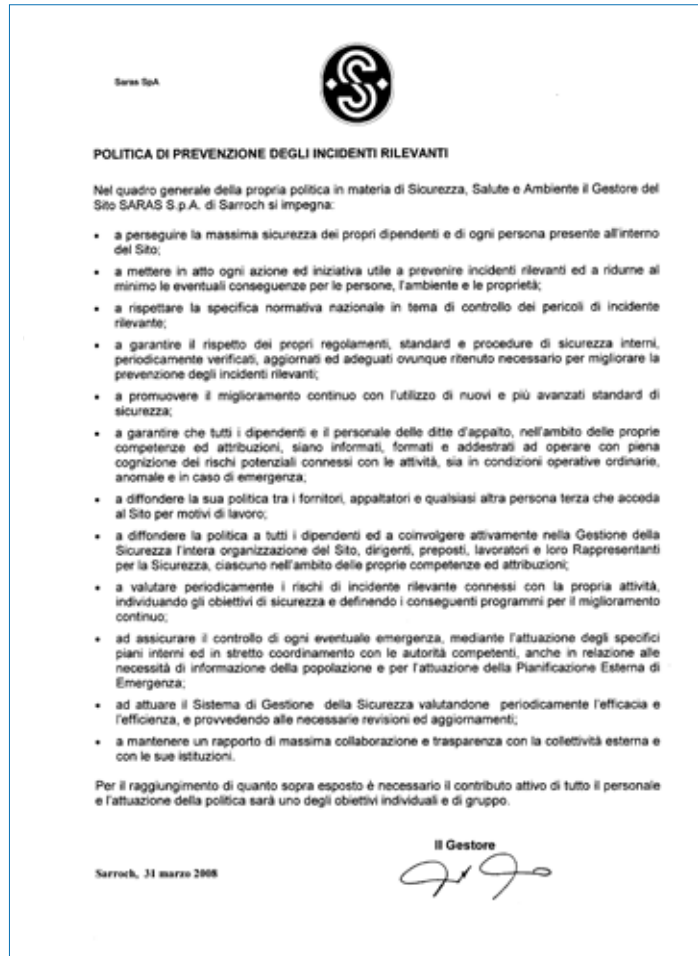 Saras SpA
POLITICA DI PREVENZIONE DEGLI INCIDENTI RILEVANTI
Nel quadro generale della propria politica in materia di Sicurezza, Salute e Ambiente il Gestore del
Sito SARAS S.p.A. di Sarroch si impegna:
• a perseguire la massima sicurezza dei propri dipendenti e di ogni persona presente all'interno
del Sito;
• a mettere in atto ogni azione ed iniziativa utile a prevenire incidenti rilevanti ed a ridurne al
minimo le eventuali conseguenze per le persone, l'ambiente e le proprietà;
• a rispettare la specifica normativa nazionale in tema di controllo dei pericoli di incidente
rilevante;
• a garantire il rispetto dei propri regolamenti, standard e procedure di sicurezza interni,
periodicamente verificati, aggiornati ed adeguati ovunque ritenuto necessario per migliorare la
prevenzione degli incidenti rilevanti;
• a promuovere il miglioramento continuo con l'utilizzo di nuovi e più avanzati standard di
sicurezza;
• a garantire che tutti i dipendenti e il personale delle ditte d'appalto, nell'ambito delle proprie
competenze ed attribuzioni, siano informati, formati e addestrati ad operare con piena
cognizione dei rischi potenziali connessi con le attività, sia in condizioni operative ordinarie,
anomale e in caso di emergenza;
• a diffondere la sua politica tra i fornitori, appaltatori e qualsiasi altra persona terza che acceda
al Sito per motivi di lavoro;
• a diffondere la politica a tutti i dipendenti ed a coinvolgere attivamente nella Gestione della
Sicurezza l'intera organizzazione del Sito, dirigenti, preposti, lavoratori e loro Rappresentanti
per la Sicurezza, ciascuno nell'ambito delle proprie competenze ed attribuzioni;
• a valutare periodicamente i rischi di incidente rilevante connessi con la propria attività,
individuando gli obiettivi di sicurezza e definendo i conseguenti programmi per il miglioramento
continuo;
• ad assicurare il controllo di ogni eventuale emergenza, mediante l'attuazione degli specifici
piani interni ed in stretto coordinamento con le autorità competenti, anche in relazione alle
necessità di informazione della popolazione e per l'attuazione della Pianificazione Esterna di
Emergenza;
• ad attuare il Sistema di Gestione della Sicurezza valutandone periodicamente l'efficacia e
l'efficienza, e provvedendo alle necessarie revisioni ed aggiornamenti;
• a mantenere un rapporto di massima collaborazione e trasparenza con la collettività esterna e
con le sue istituzioni.
Per il raggiungimento di quanto sopra esposto è necessario il contributo attivo di tutto il personale
e l'attuazione della politica sarà uno degli obiettivi individuali e di gruppo.
Il Gestore
Sarroch, 31 marzo 2008